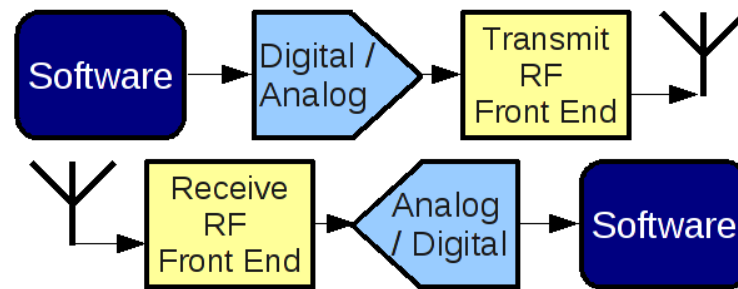 Software
Digital /
Analog
Transmit
RF
Front End
Receive
RF
Front End
Analog
/ Digital
Software